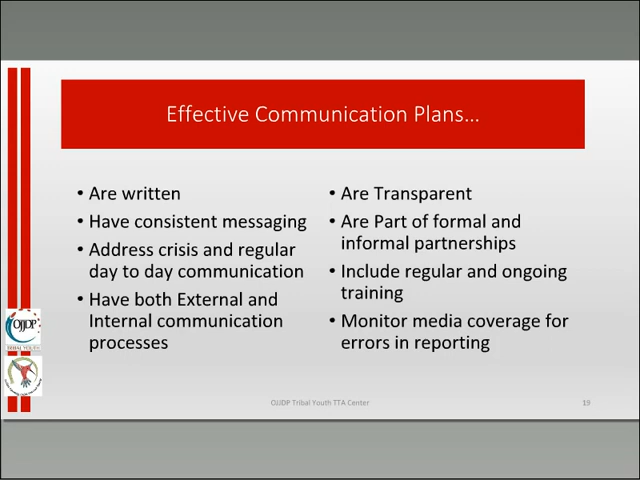 Effective Communication Plans…
• Are written
• Have consistent messaging
• Address crisis and regular
day to day communication
• Have both External and
Internal communication
processes
• Are Transparent
• Are Part of formal and
informal partnerships
• Include regular and ongoing
training
• Monitor media coverage for
errors in reporting
OJJDP
TRIBAL YOUTH
OJJDP Tribal Youth TTA Center
19